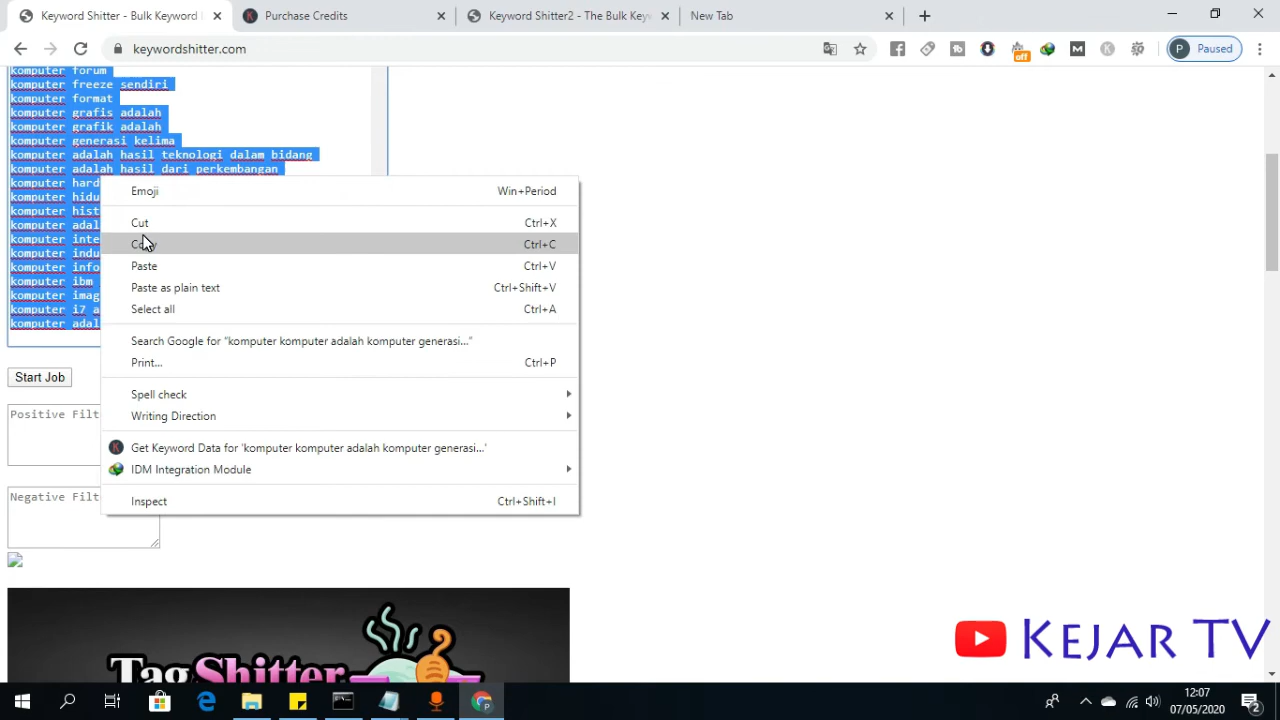 Keyword Shitter - Bulk Keyword
Purchase Credits
Keyword Shitter2 - The Bulk Key
New Tab
keywordshitter.com
off
M
K
P Paused
komputer forum
komputer freeze sendiri
komputer format
komputer grafis adalah
komputer grafik adalah
komputer generasi kelima
komputer adalah hasil teknologi dalam bidang
komputer adalah hasil dari perkembangan
komputer hard
komputer hidu
komputer hist
komputer adal
komputer inte
komputer indu
komputer info
komputer ibm
komputer imag
komputer i7 a
komputer adal
Emoji Win+Period
Cut Ctrl+X
Copy Ctrl+C
Paste Ctrl+V
Paste as plain text Ctrl+Shift+V
Select all Ctrl+A
Search Google for “komputer komputer adalah komputer generasi...”
Print... Ctrl+P
Spell check
Writing Direction
Get Keyword Data for 'komputer komputer adalah komputer generasi...'
IDM Integration Module
Inspect Ctrl+Shift+I
Start Job
Positive Filt
Negative Filt
TagShitter
KEJAR TV
12:07
07/05/2020
2